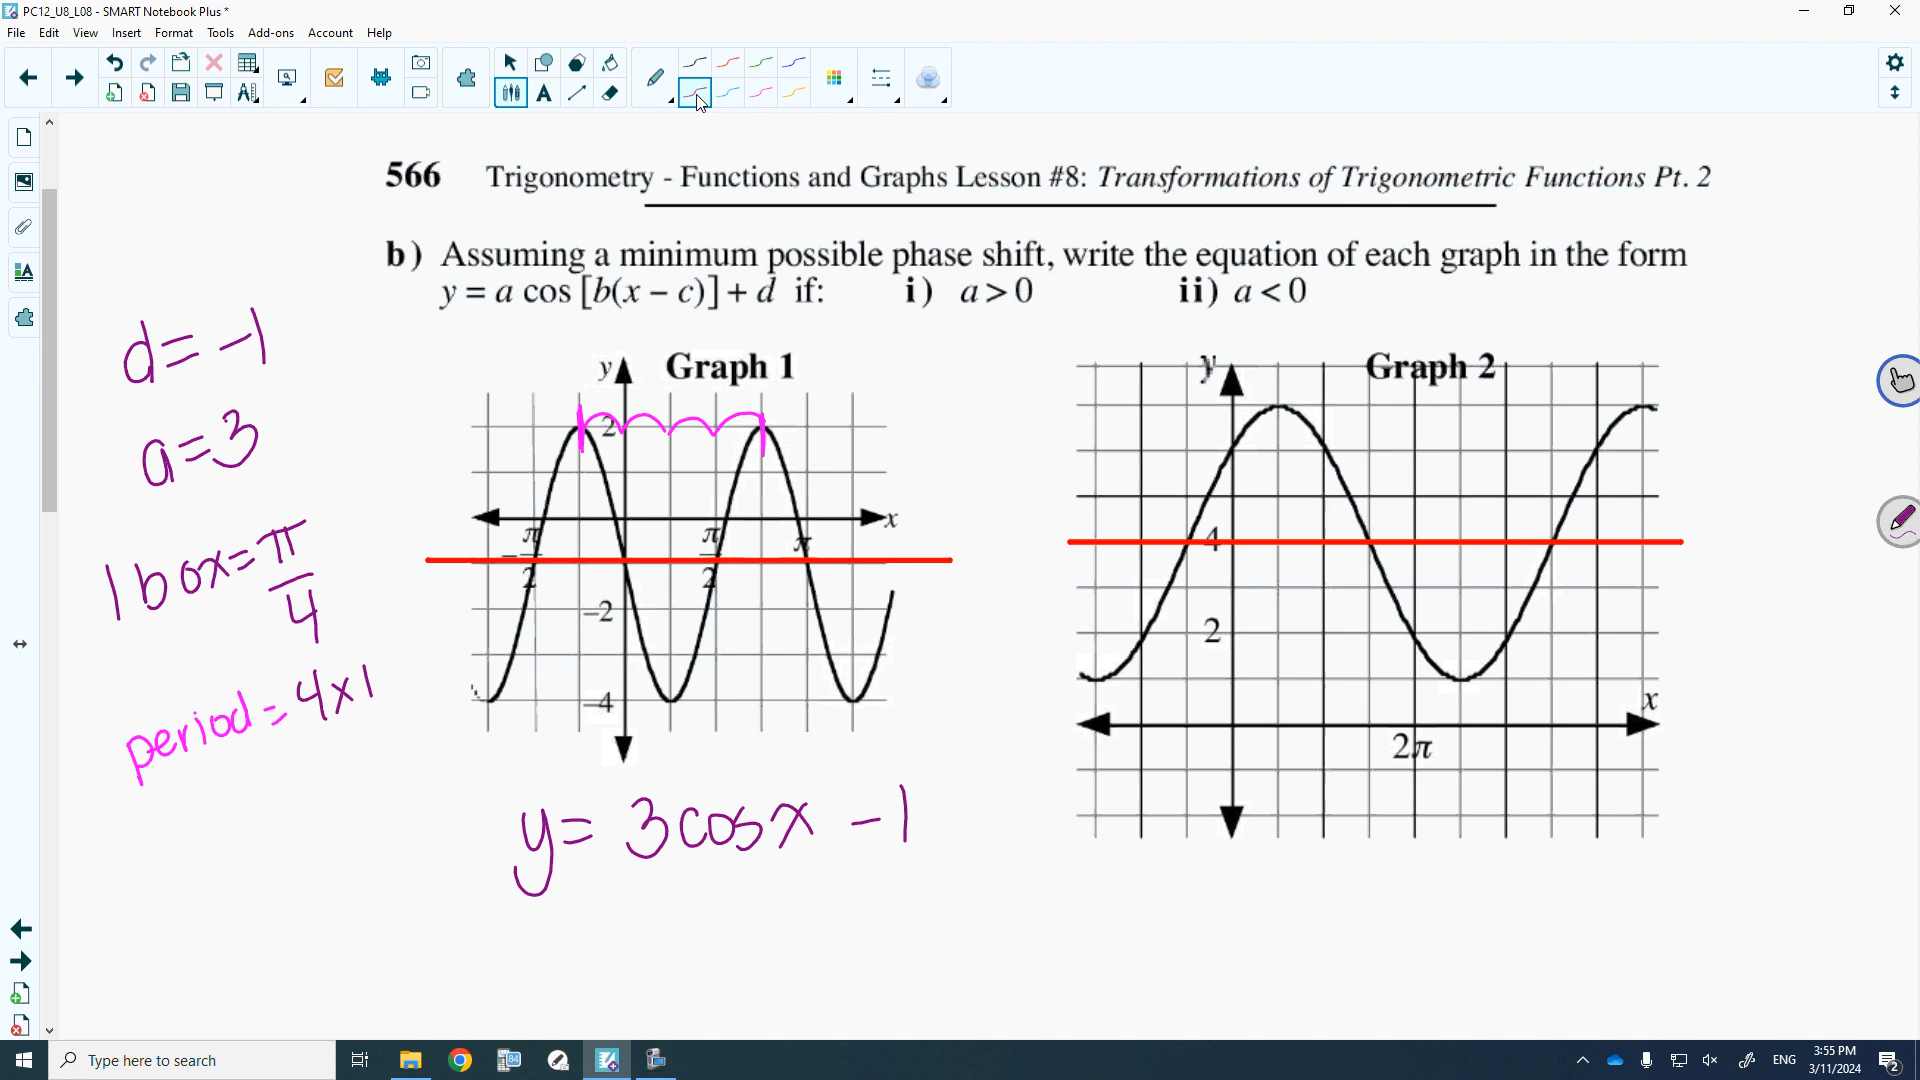 PC12_U8_L08 - SMART Notebook Plus *
File Edit View Insert Format Tools Add-ons Account Help
566 Trigonometry - Functions and Graphs Lesson #8: Transformations of Trigonometric Functions Pt. 2
b) Assuming a minimum possible phase shift, write the equation of each graph in the form
y = a cos [b(x − c)] + d if: i) a > 0 ii) a < 0
d = -1
a = 3
1 box = π/4
period = 4 x 1
y Graph 1
2
x
-π/2 π/2 π
-2
-4
y = 3 cos x - 1
y Graph 2
4
2
x
2π
Type here to search
84
ENG
3:55 PM
3/11/2024
2